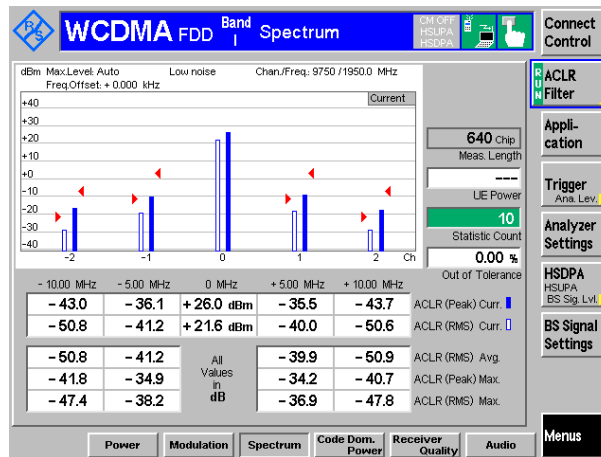 R&S
WCDMA FDD Band I Spectrum
CM OFF
HSUPA
HSDPA
Connect Control
dBm Max.Level: Auto Low noise Chan./Freq.: 9750 / 1950.0 MHz
Freq.Offset: + 0.000 kHz
Current
+40
+30
+20
+10
+0
-10
-20
-30
-40
-2 -1 0 1 2 Ch
640 Chip
Meas. Length
---
UE Power
10
Statistic Count
0.00 %
Out of Tolerance
- 10.00 MHz - 5.00 MHz 0 MHz + 5.00 MHz + 10.00 MHz
- 43.0 - 36.1 + 26.0 dBm - 35.5 - 43.7 ACLR (Peak) Curr.
- 50.8 - 41.2 + 21.6 dBm - 40.0 - 50.6 ACLR (RMS) Curr.
- 50.8 - 41.2 - 39.9 - 50.9 ACLR (RMS) Avg.
- 41.8 - 34.9 - 34.2 - 40.7 ACLR (Peak) Max.
- 47.4 - 38.2 - 36.9 - 47.8 ACLR (RMS) Max.
All
Values
in
dB
RUN
ACLR
Filter
Appli-
cation
Trigger
Ana. Lev.
Analyzer
Settings
HSDPA
HSUPA
BS Sig. Lvl.
BS Signal
Settings
Menus
Power Modulation Spectrum Code Dom. Power Receiver Quality Audio